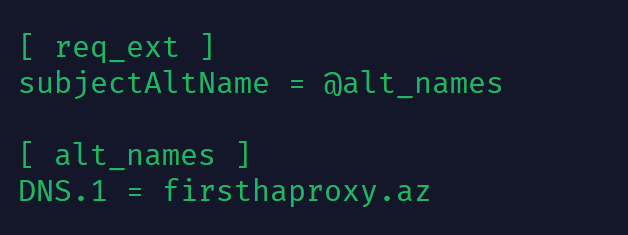 [ req_ext ]
subjectAltName = @alt_names
[ alt_names ]
DNS.1 = firsthaproxy.az